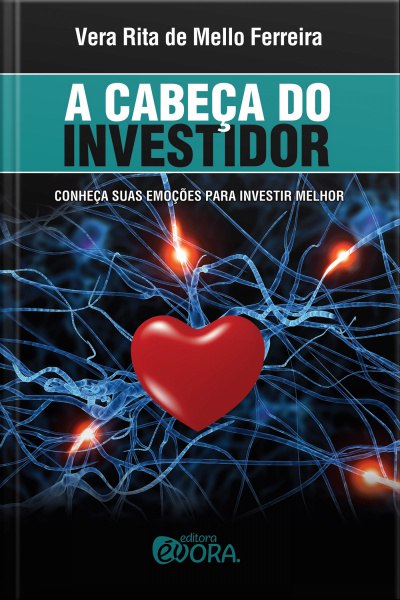 Vera Rita de Mello Ferreira
A CABEÇA DO
INVESTIDOR
CONHEÇA SUAS EMOÇÕES PARA INVESTIR MELHOR
editora
ÉVORA.